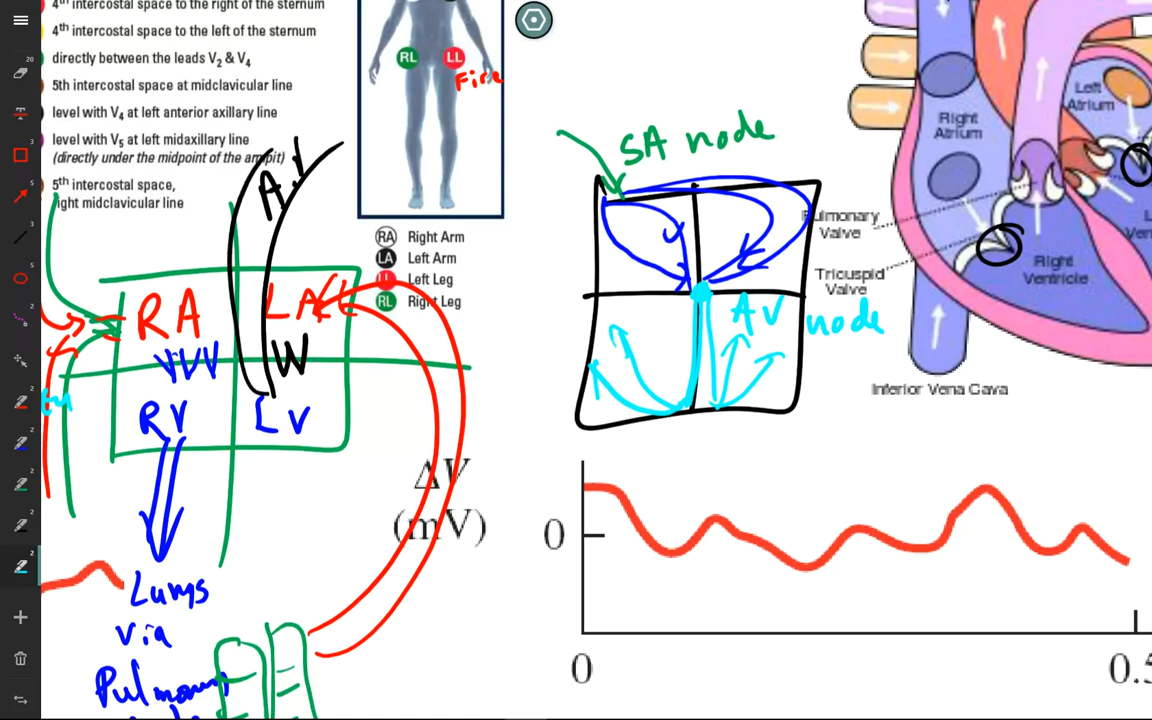 4th intercostal space to the right of the sternum
4th intercostal space to the left of the sternum
directly between the leads V2 & V4
5th intercostal space at midclavicular line
level with V4 at left anterior axillary line
level with V5 at left midaxillary line
(directly under the midpoint of the armpit)
5th intercostal space,
right midclavicular line
RL
LL
Fire
RA Right Arm
LA Left Arm
LL Left Leg
RL Right Leg
RA
LA
RV
LV
Lungs
via
ΔV
(mV)
SA node
AV node
Left
Atrium
Right
Atrium
Pulmonary
Valve
Tricuspid
Valve
Right
Ventricle
Inferior Vena Cava
0
0
0.5